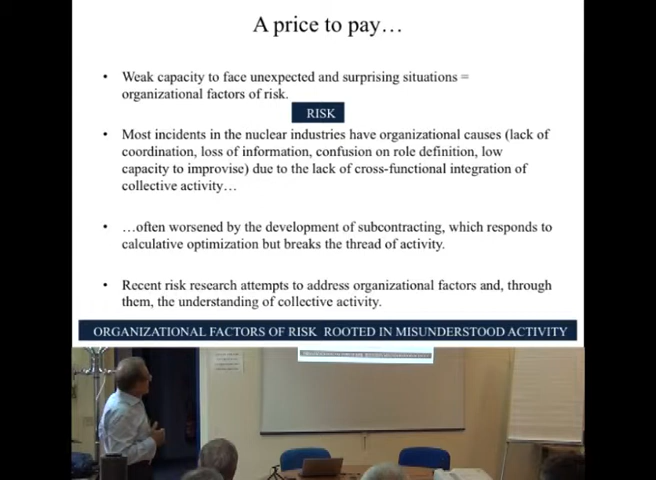 A price to pay…
• Weak capacity to face unexpected and surprising situations =
organizational factors of risk.
RISK
• Most incidents in the nuclear industries have organizational causes (lack of
coordination, loss of information, confusion on role definition, low
capacity to improvise) due to the lack of cross-functional integration of
collective activity…
• …often worsened by the development of subcontracting, which responds to
calculative optimization but breaks the thread of activity.
• Recent risk research attempts to address organizational factors and, through
them, the understanding of collective activity.
ORGANIZATIONAL FACTORS OF RISK ROOTED IN MISUNDERSTOOD ACTIVITY